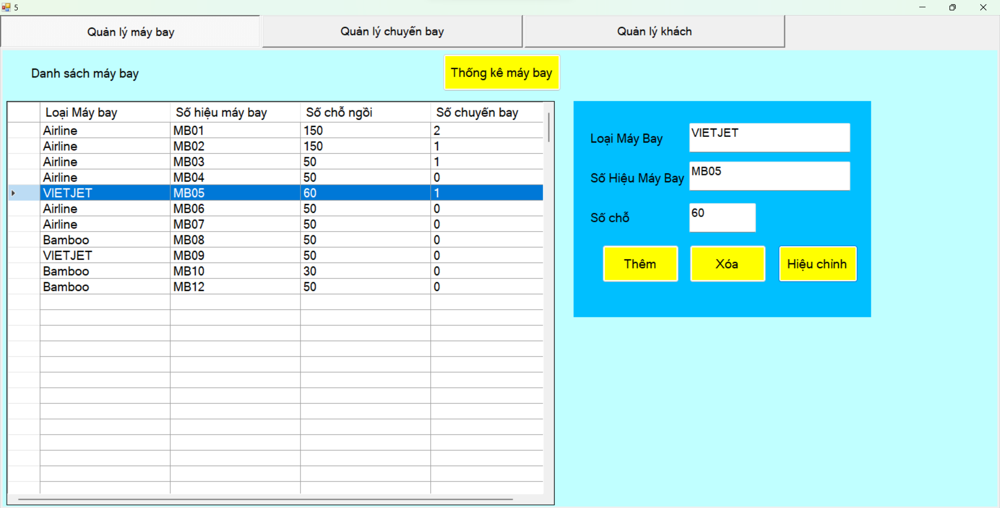 5
Quản lý máy bay Quản lý chuyến bay Quản lý khách
Danh sách máy bay
Thống kê máy bay
Loại Máy bay Số hiệu máy bay Số chỗ ngồi Số chuyến bay
Airline MB01 150 2
Airline MB02 150 1
Airline MB03 50 1
Airline MB04 50 0
VIETJET MB05 60 1
Airline MB06 50 0
Airline MB07 50 0
Bamboo MB08 50 0
VIETJET MB09 50 0
Bamboo MB10 30 0
Bamboo MB12 50 0
Loại Máy Bay VIETJET
Số Hiệu Máy Bay MB05
Số chỗ 60
Thêm Xóa Hiệu chỉnh